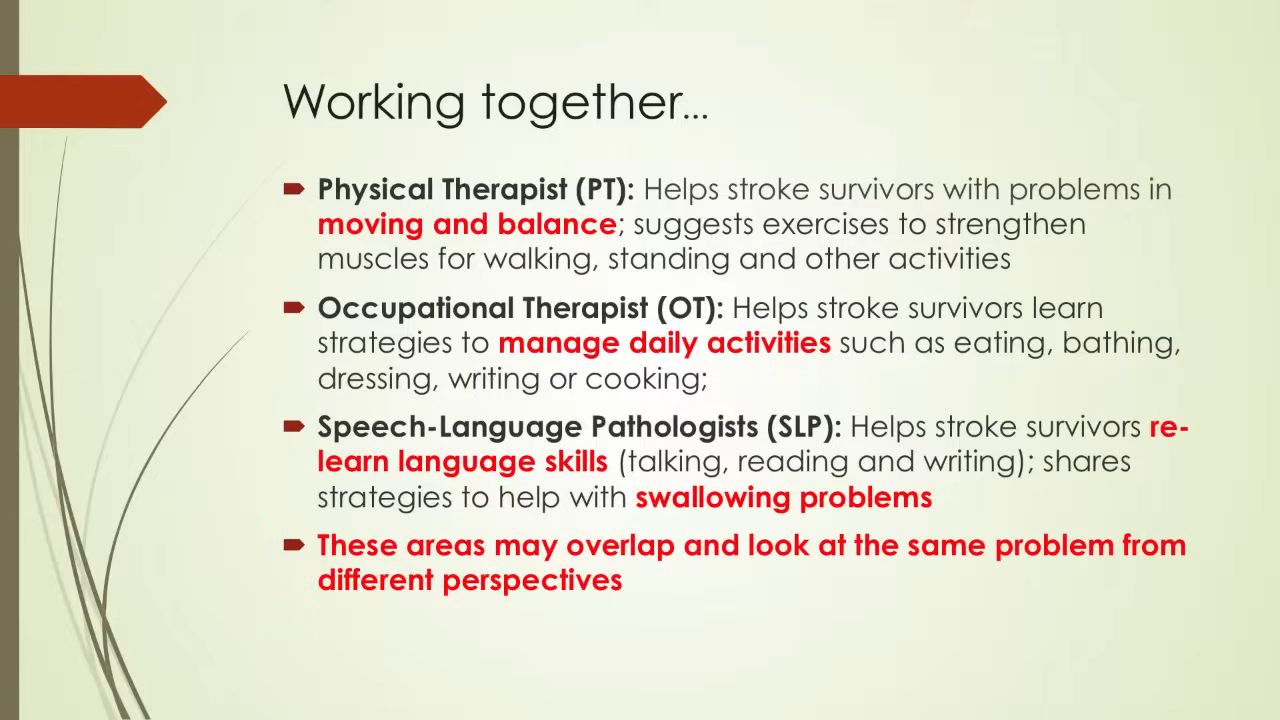 Working together...
Physical Therapist (PT): Helps stroke survivors with problems in
moving and balance; suggests exercises to strengthen
muscles for walking, standing and other activities
Occupational Therapist (OT): Helps stroke survivors learn
strategies to manage daily activities such as eating, bathing,
dressing, writing or cooking;
Speech-Language Pathologists (SLP): Helps stroke survivors re-
learn language skills (talking, reading and writing); shares
strategies to help with swallowing problems
These areas may overlap and look at the same problem from
different perspectives